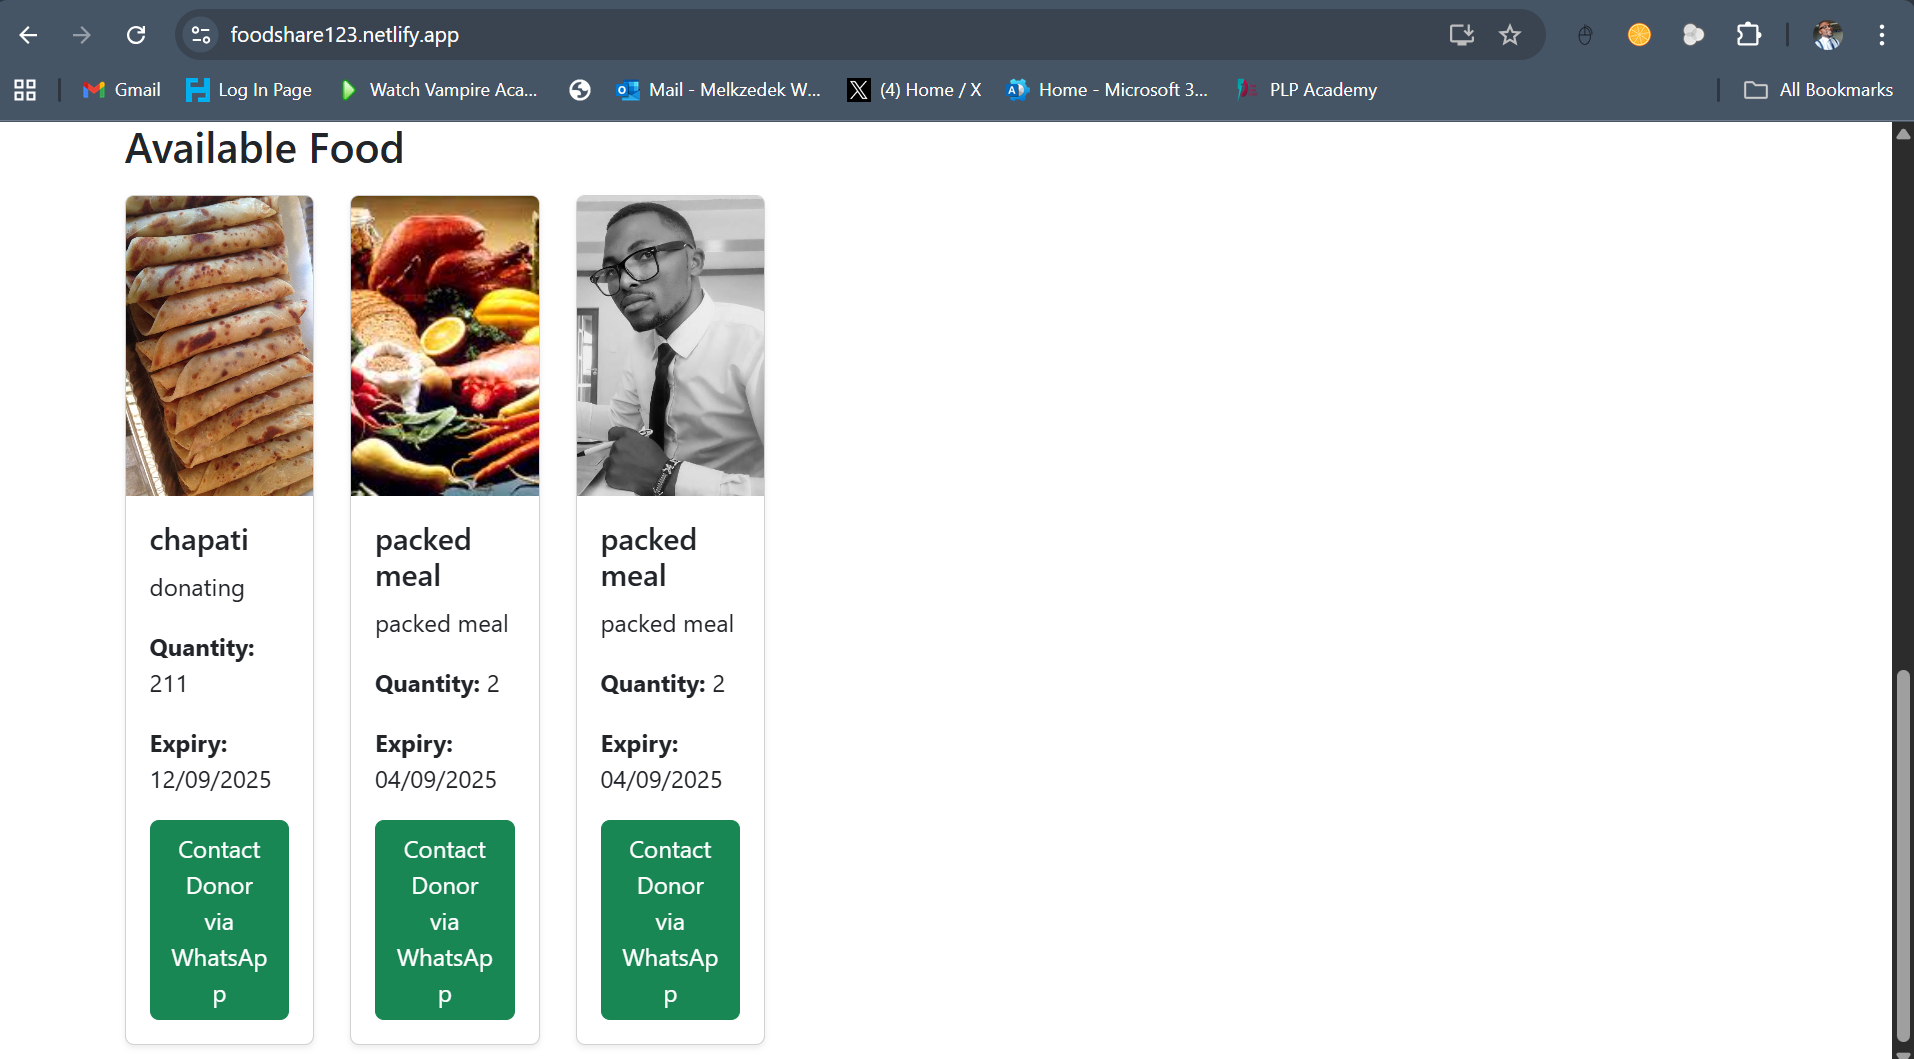 foodshare123.netlify.app
Gmail
Log In Page
Watch Vampire Aca...
Mail - Melkzedek W...
(4) Home / X
Home - Microsoft 3...
PLP Academy
All Bookmarks
Available Food
chapati
donating
Quantity:
211
Expiry:
12/09/2025
Contact
Donor
via
WhatsAp
p
packed
meal
packed meal
Quantity: 2
Expiry:
04/09/2025
Contact
Donor
via
WhatsAp
p
packed
meal
packed meal
Quantity: 2
Expiry:
04/09/2025
Contact
Donor
via
WhatsAp
p